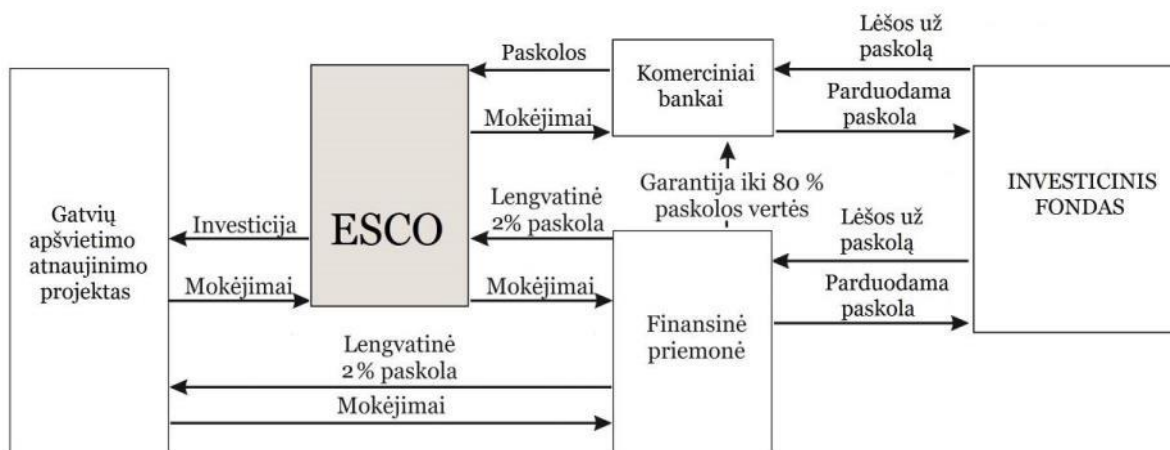 Gatvių
apšvietimo
atnaujinimo
projektas
Investicija
Mokėjimai
ESCO
Paskolos
Mokėjimai
Lengvatinė
2% paskola
Mokėjimai
Lengvatinė
2% paskola
Mokėjimai
Komerciniai
bankai
Garantija iki 80 %
paskolos vertės
Finansinė
priemonė
Lėšos už
paskolą
Parduodama
paskola
Lėšos už
paskolą
Parduodama
paskola
INVESTICINIS
FONDAS